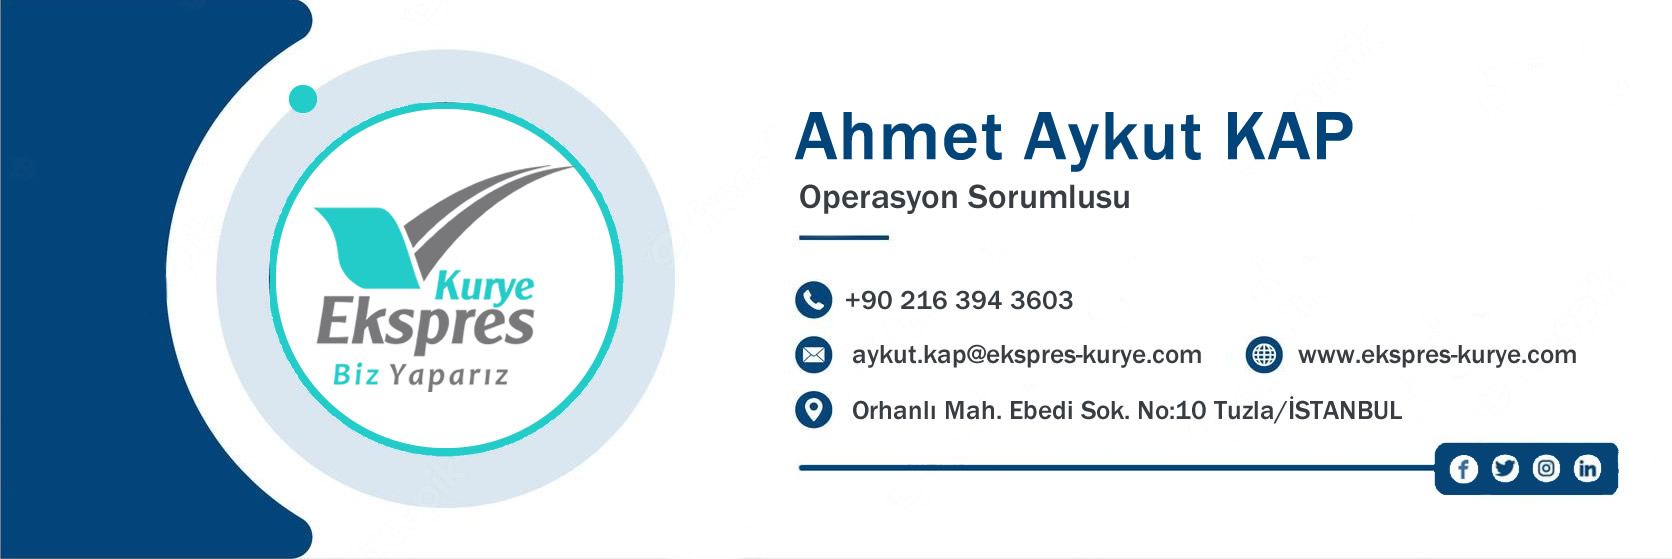 Kurye
Ekspres
Biz Yaparız
Ahmet Aykut KAP
Operasyon Sorumlusu
+90 216 394 3603
aykut.kap@ekspres-kurye.com
www.ekspres-kurye.com
Orhanlı Mah. Ebedi Sok. No:10 Tuzla/İSTANBUL